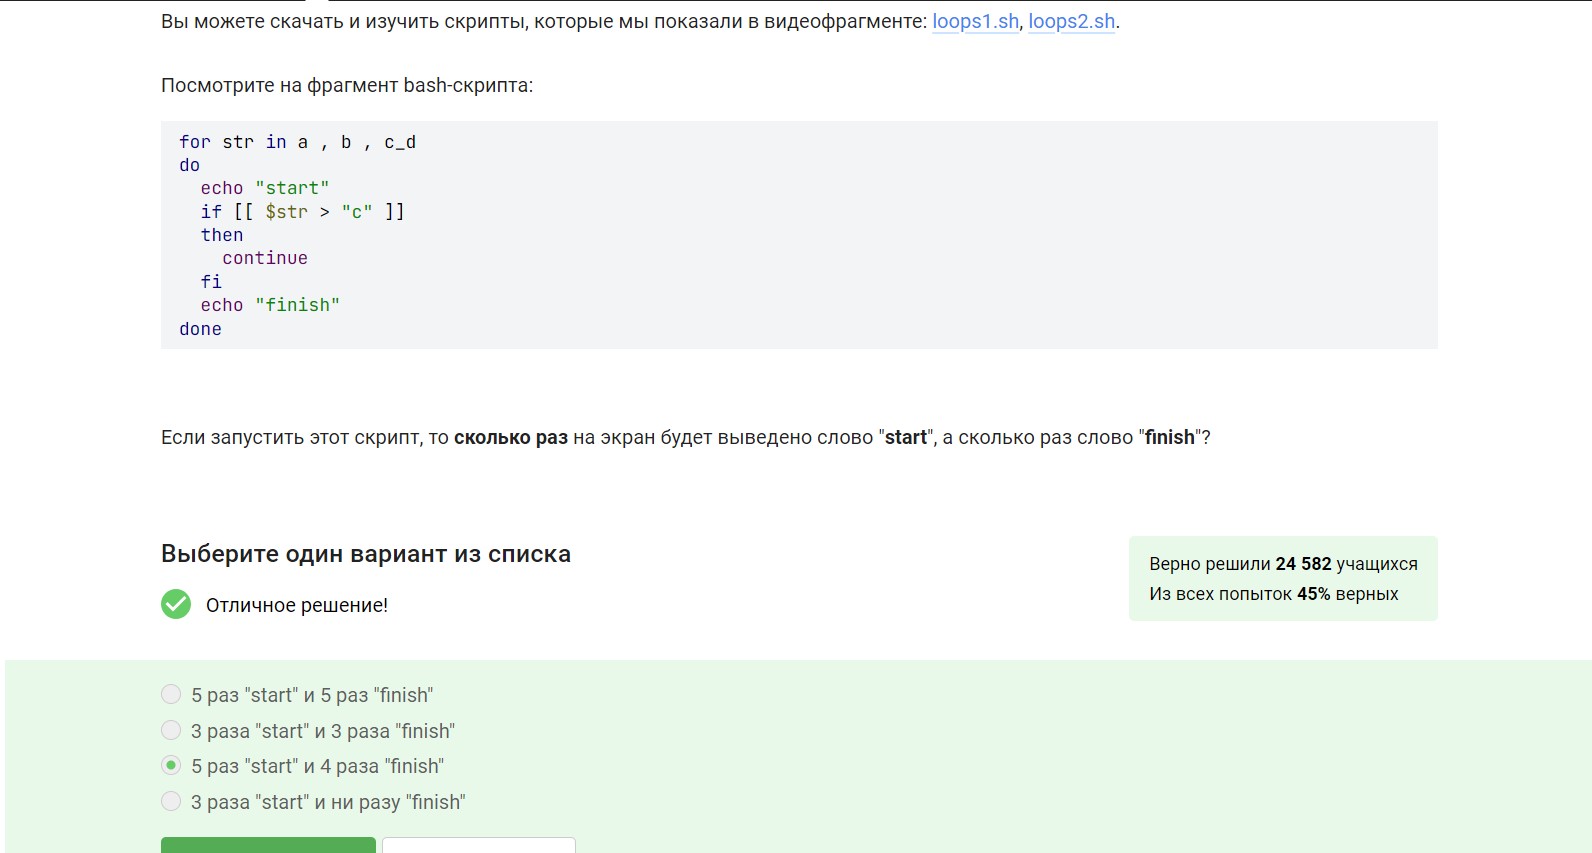 Вы можете скачать и изучить скрипты, которые мы показали в видеофрагменте: loops1.sh, loops2.sh.
Посмотрите на фрагмент bash-скрипта:
for str in a , b , c_d
do
  echo "start"
  if [[ $str > "c" ]]
  then
    continue
  fi
  echo "finish"
done
Если запустить этот скрипт, то сколько раз на экран будет выведено слово "start", а сколько раз слово "finish"?
Выберите один вариант из списка
Отличное решение!
Верно решили 24 582 учащихся
Из всех попыток 45% верных
5 раз "start" и 5 раз "finish"
3 раза "start" и 3 раза "finish"
5 раз "start" и 4 раза "finish"
3 раза "start" и ни разу "finish"